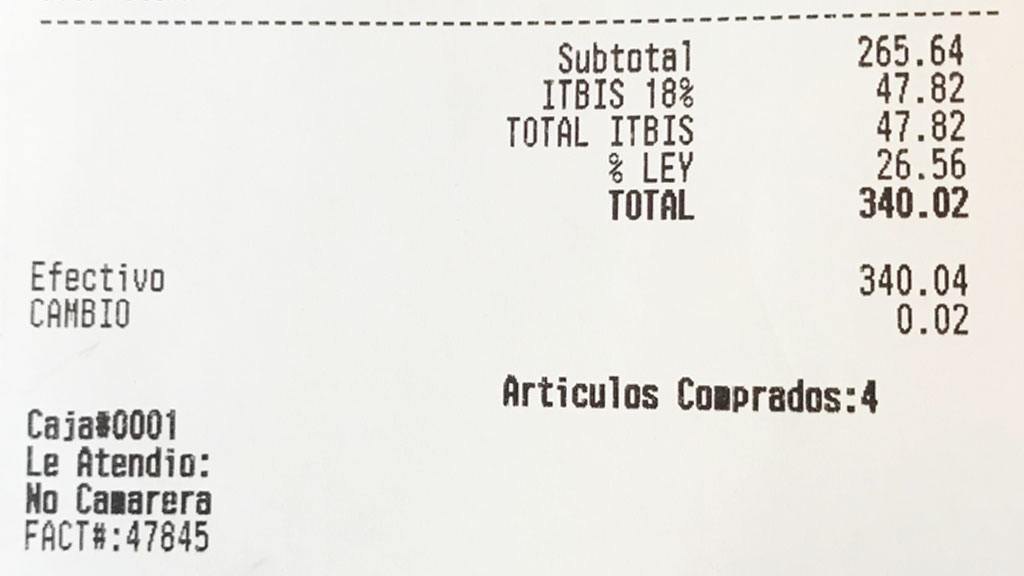 Subtotal 265.64
ITBIS 18% 47.82
TOTAL ITBIS 47.82
% LEY 26.56
TOTAL 340.02
Efectivo 340.04
CAMBIO 0.02
Articulos Comprados:4
Caja#0001
Le Atendio:
No Camarera
FACT#:47845